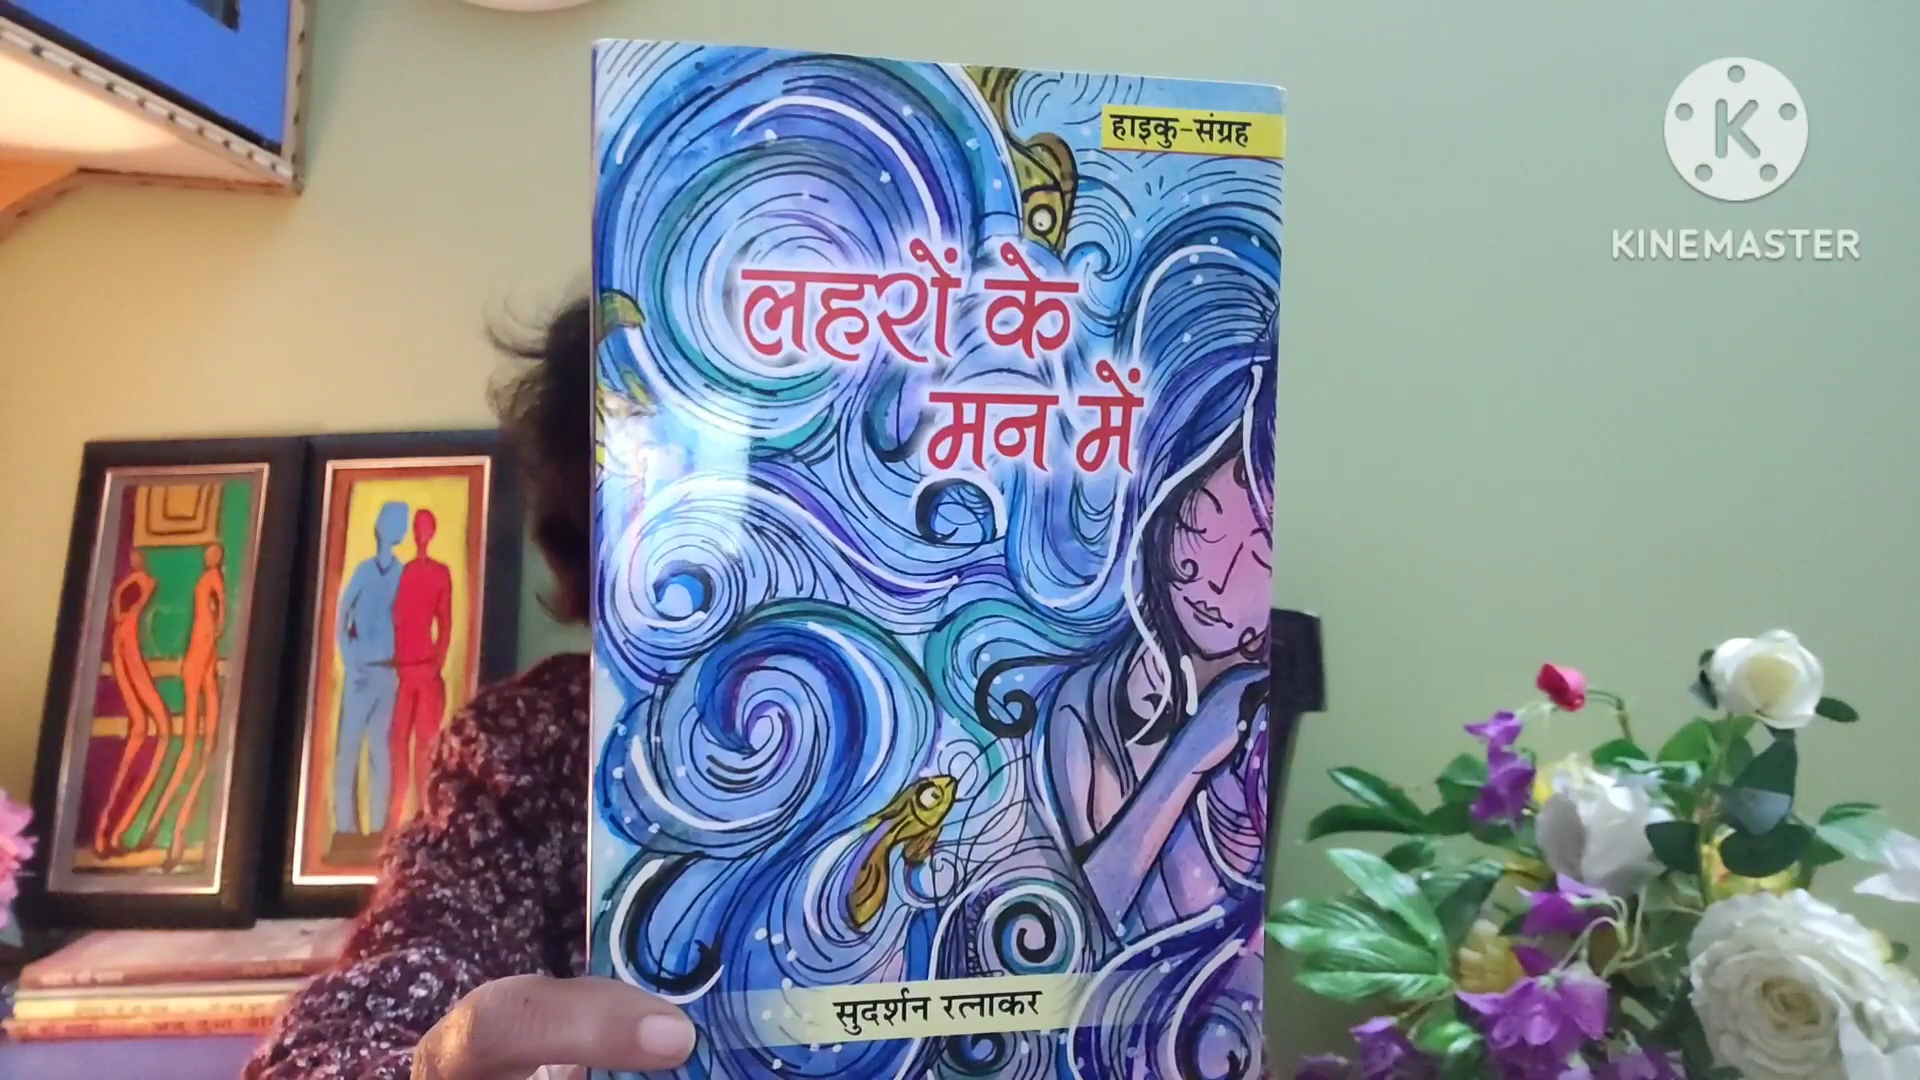 हाइकु-संग्रह
लहरों के
मन में
सुदर्शन रत्नाकर
K
KINEMASTER